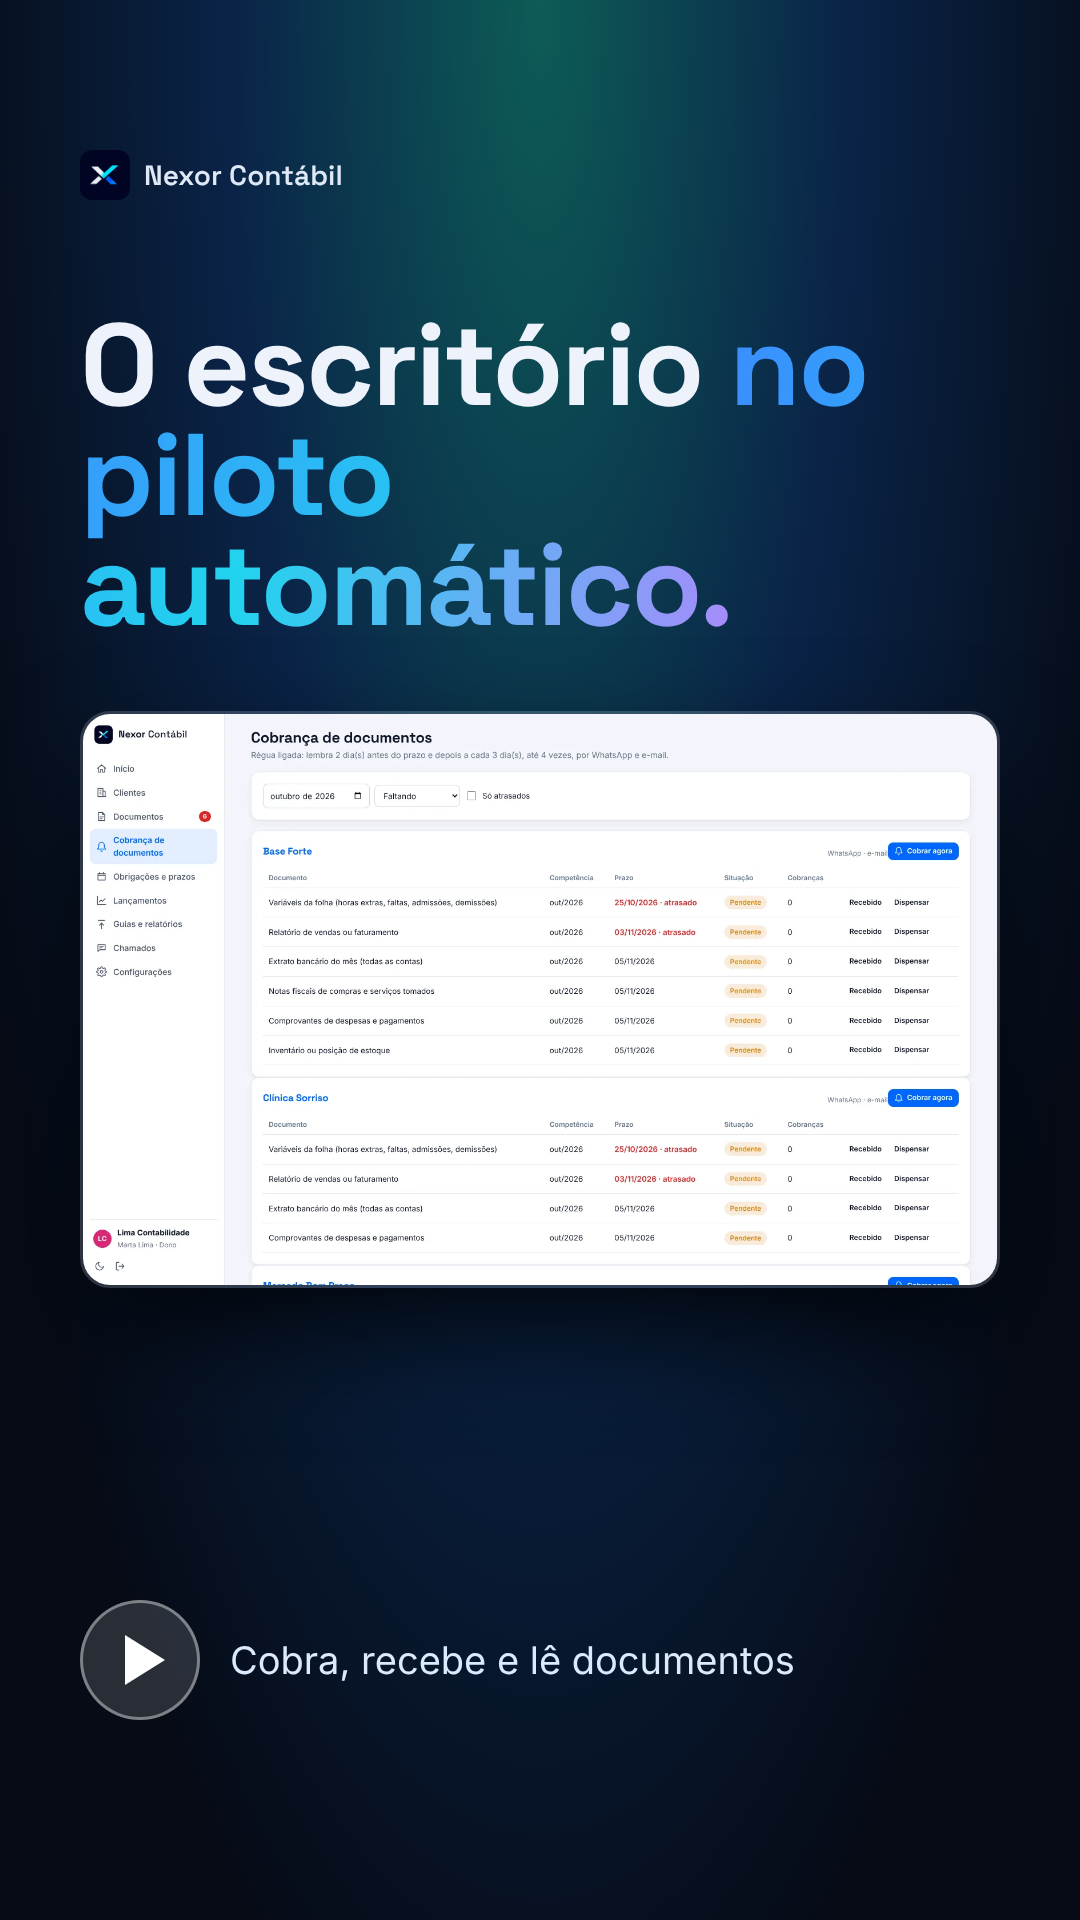 Nexor Contábil
O escritório no
piloto
automático.
Nexor Contábil
Início
Clientes
Documentos 6
Cobrança de
documentos
Obrigações e prazos
Lançamentos
Guias e relatórios
Chamados
Configurações
LC Lima Contabilidade
Marta Lima · Dono
Cobrança de documentos
Régua ligada: lembra 2 dia(s) antes do prazo e depois a cada 3 dia(s), até 4 vezes, por WhatsApp e e-mail.
outubro de 2026 Faltando Só atrasados
Base Forte WhatsApp · e-mail Cobrar agora
Documento Competência Prazo Situação Cobranças
Variáveis da folha (horas extras, faltas, admissões, demissões) out/2026 25/10/2026 · atrasado Pendente 0 Recebido Dispensar
Relatório de vendas ou faturamento out/2026 03/11/2026 · atrasado Pendente 0 Recebido Dispensar
Extrato bancário do mês (todas as contas) out/2026 05/11/2026 Pendente 0 Recebido Dispensar
Notas fiscais de compras e serviços tomados out/2026 05/11/2026 Pendente 0 Recebido Dispensar
Comprovantes de despesas e pagamentos out/2026 05/11/2026 Pendente 0 Recebido Dispensar
Inventário ou posição de estoque out/2026 05/11/2026 Pendente 0 Recebido Dispensar
Clínica Sorriso WhatsApp · e-mail Cobrar agora
Documento Competência Prazo Situação Cobranças
Variáveis da folha (horas extras, faltas, admissões, demissões) out/2026 25/10/2026 · atrasado Pendente 0 Recebido Dispensar
Relatório de vendas ou faturamento out/2026 03/11/2026 · atrasado Pendente 0 Recebido Dispensar
Extrato bancário do mês (todas as contas) out/2026 05/11/2026 Pendente 0 Recebido Dispensar
Comprovantes de despesas e pagamentos out/2026 05/11/2026 Pendente 0 Recebido Dispensar
Cobra, recebe e lê documentos